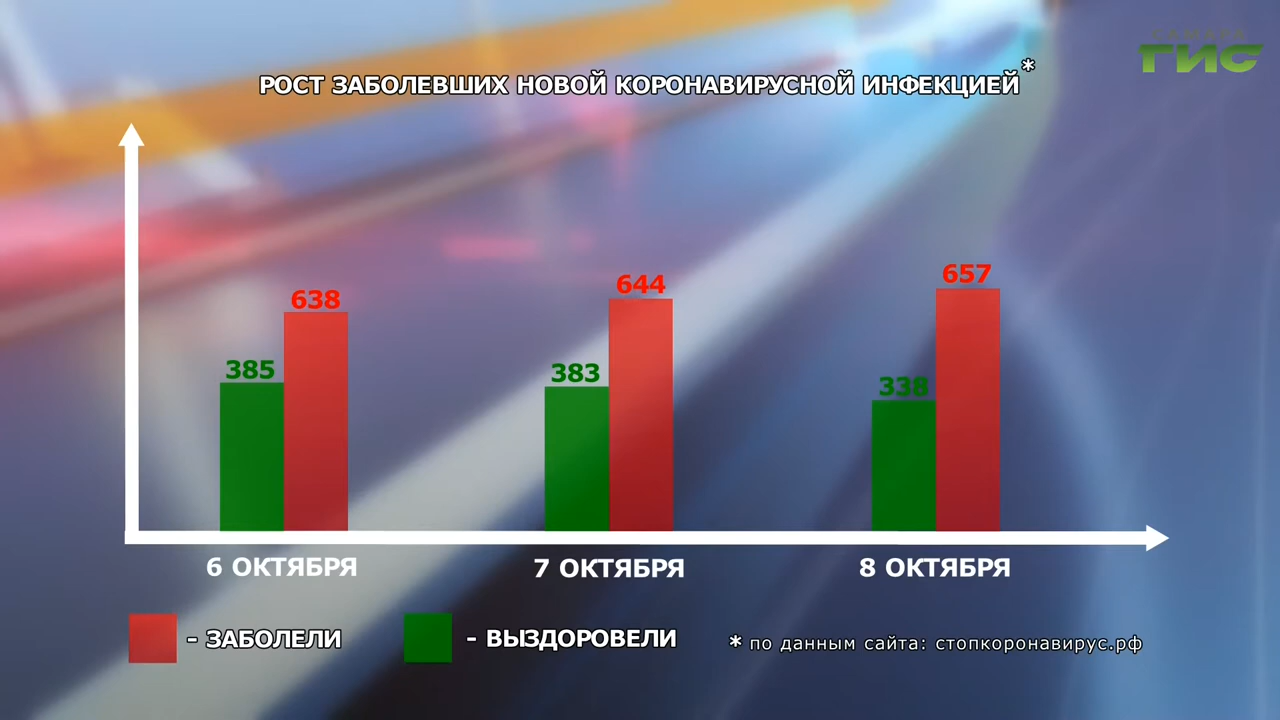 САМАРА
ГИС
РОСТ ЗАБОЛЕВШИХ НОВОЙ КОРОНАВИРУСНОЙ ИНФЕКЦИЕЙ*
385
638
383
644
338
657
6 ОКТЯБРЯ
7 ОКТЯБРЯ
8 ОКТЯБРЯ
- ЗАБОЛЕЛИ
- ВЫЗДОРОВЕЛИ
* по данным сайта: стопкоронавирус.рф